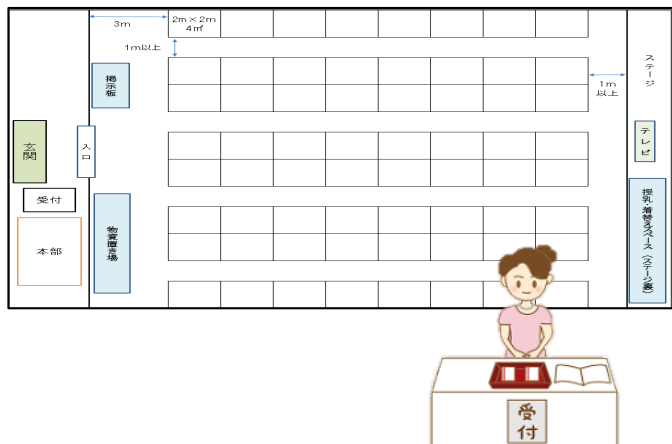 3m
2m×2m
4㎡
1m以上
掲示板
玄関
入口
受付
本部
物資置き場
ステージ
1m
以上
テレビ
授乳・着替えスペース（ステージ裏）
受
付